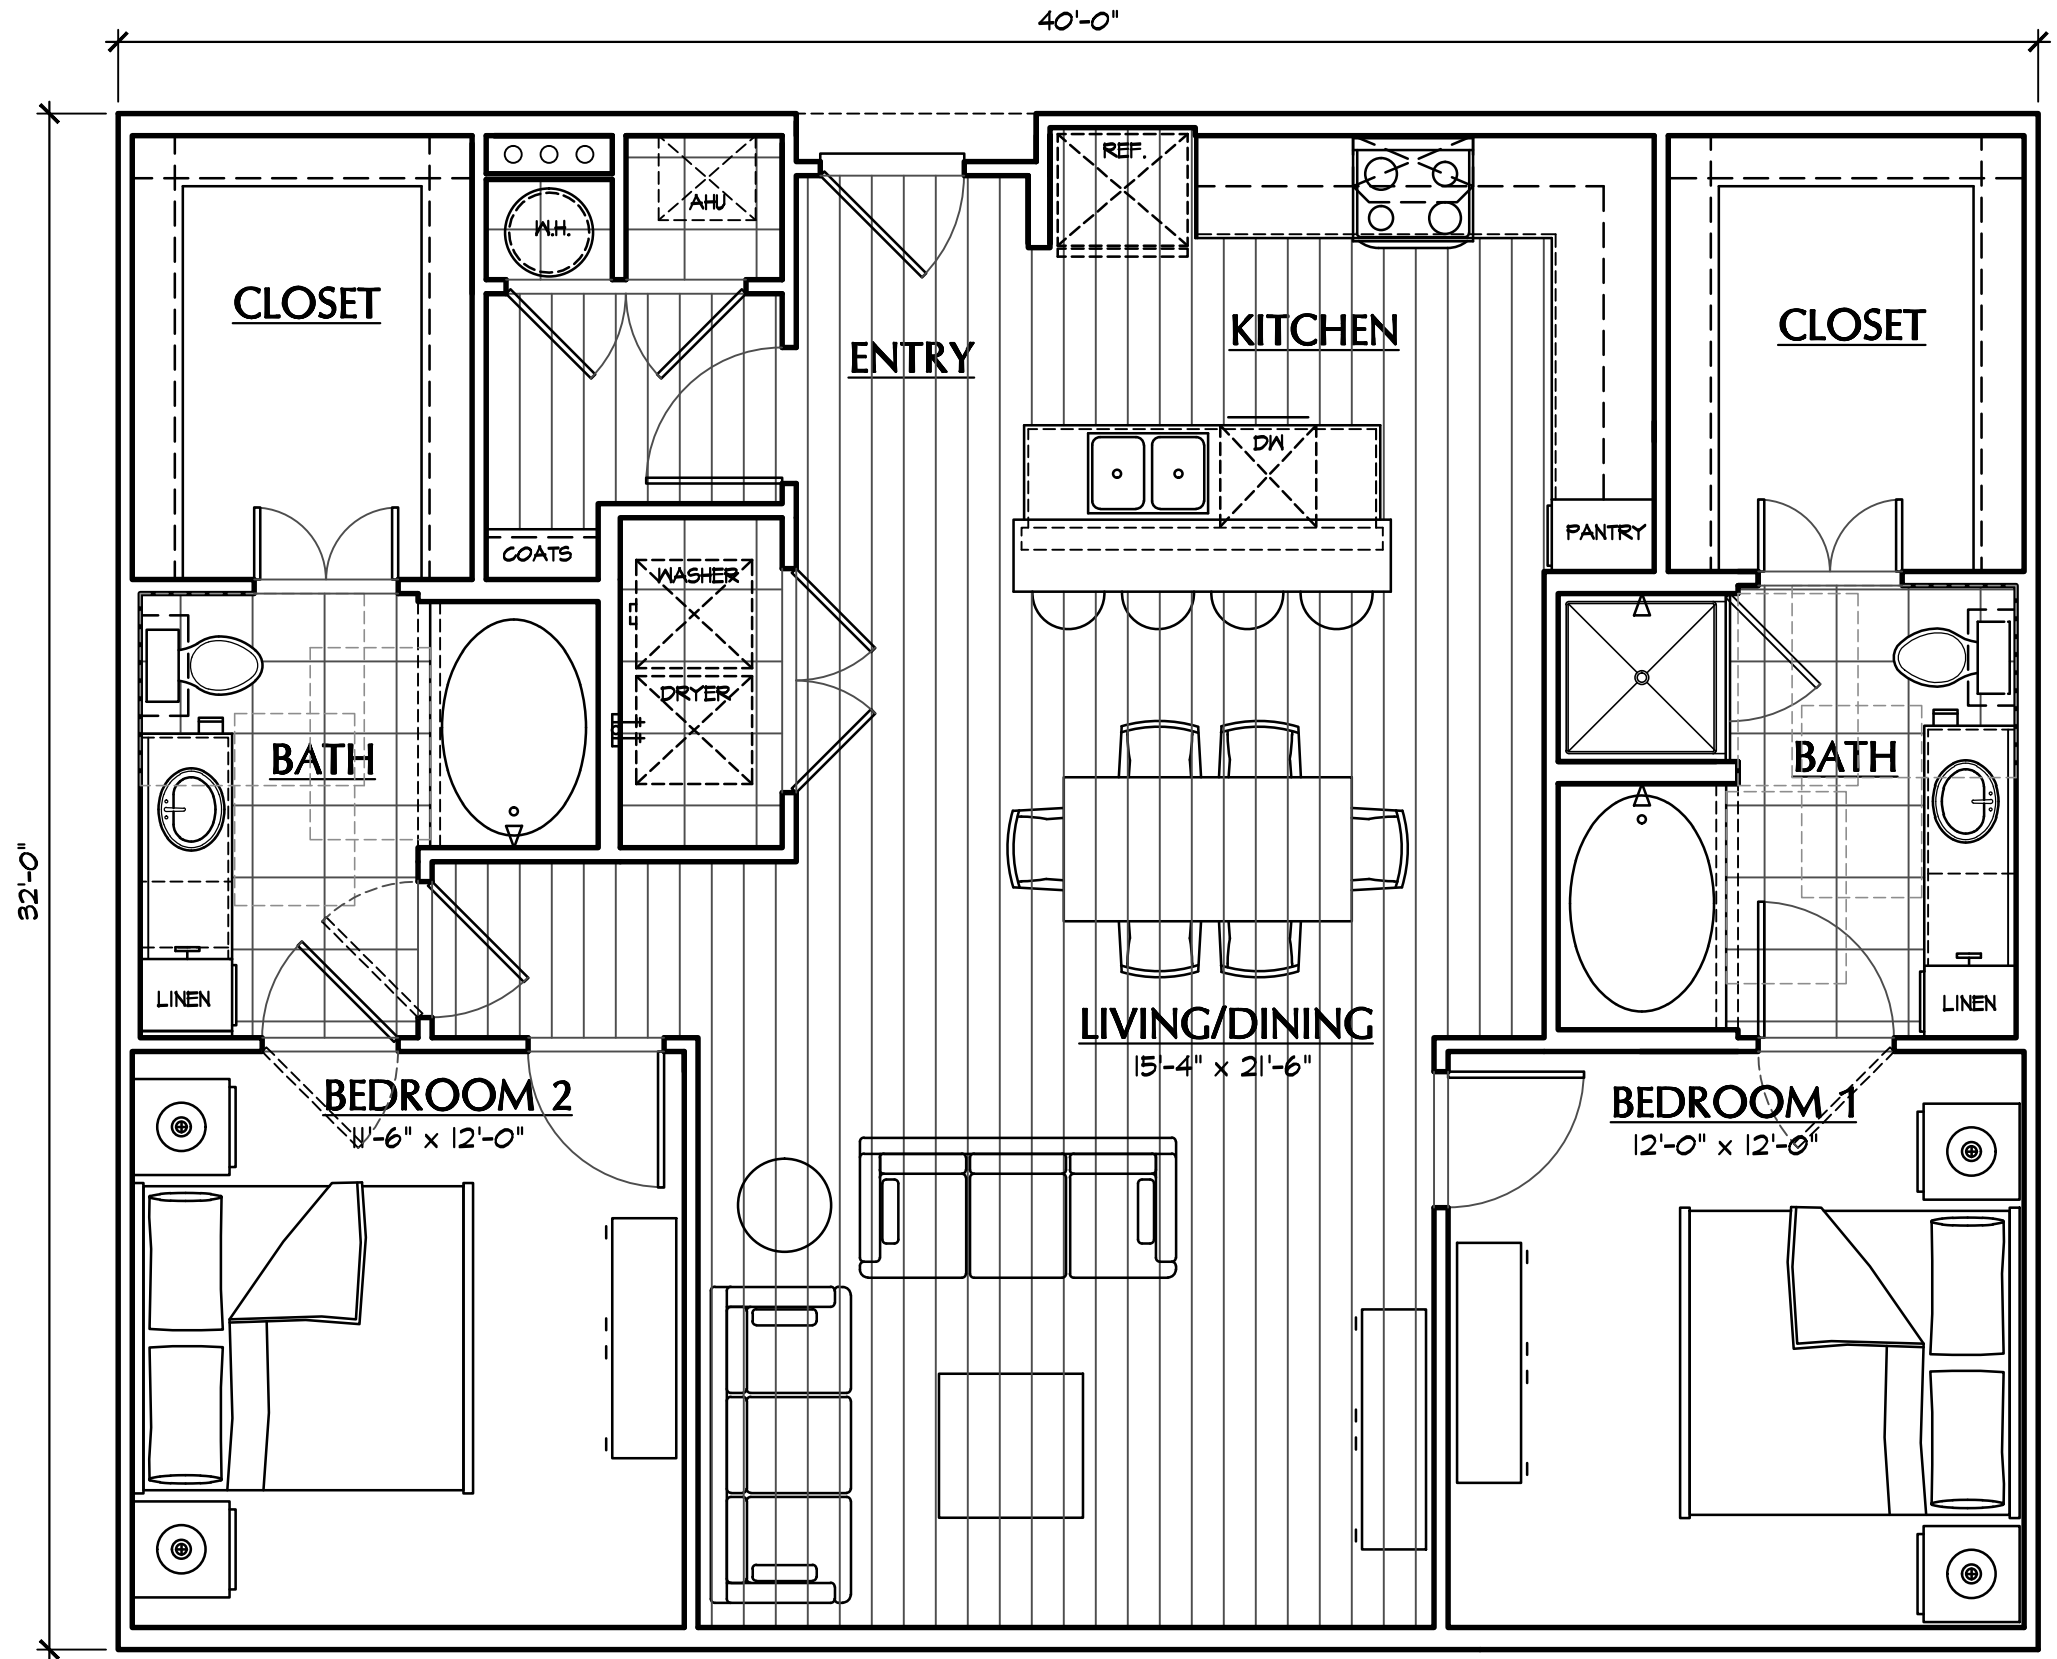 40'-0"
32'-0"
REF.
AHU
W.H.
CLOSET
ENTRY
KITCHEN
CLOSET
DW
PANTRY
COATS
WASHER
DRYER
BATH
BATH
LINEN
LINEN
LIVING/DINING
15'-4" x 21'-6"
BEDROOM 2
11'-6" x 12'-0"
BEDROOM 1
12'-0" x 12'-0"